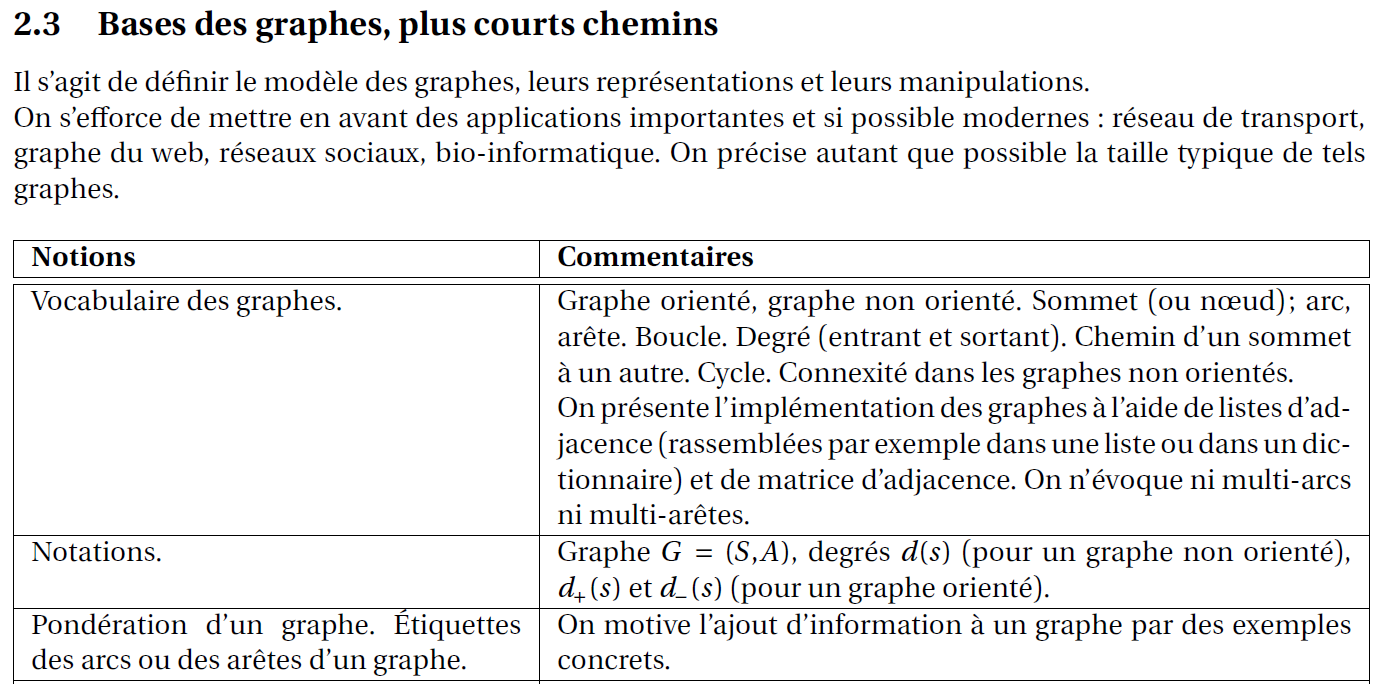 2.3 Bases des graphes, plus courts chemins
Il s'agit de définir le modèle des graphes, leurs représentations et leurs manipulations.
On s'efforce de mettre en avant des applications importantes et si possible modernes : réseau de transport,
graphe du web, réseaux sociaux, bio-informatique. On précise autant que possible la taille typique de tels
graphes.
Notions
Commentaires
Vocabulaire des graphes.
Graphe orienté, graphe non orienté. Sommet (ou nœud) ; arc,
arête. Boucle. Degré (entrant et sortant). Chemin d'un sommet
à un autre. Cycle. Connexité dans les graphes non orientés.
On présente l'implémentation des graphes à l'aide de listes d'ad-
jacence (rassemblées par exemple dans une liste ou dans un dic-
tionnaire) et de matrice d'adjacence. On n'évoque ni multi-arcs
ni multi-arêtes.
Notations.
Graphe G = (S, A), degrés d(s) (pour un graphe non orienté),
d₊(s) et d₋(s) (pour un graphe orienté).
Pondération d'un graphe. Étiquettes
des arcs ou des arêtes d'un graphe.
On motive l'ajout d'information à un graphe par des exemples
concrets.